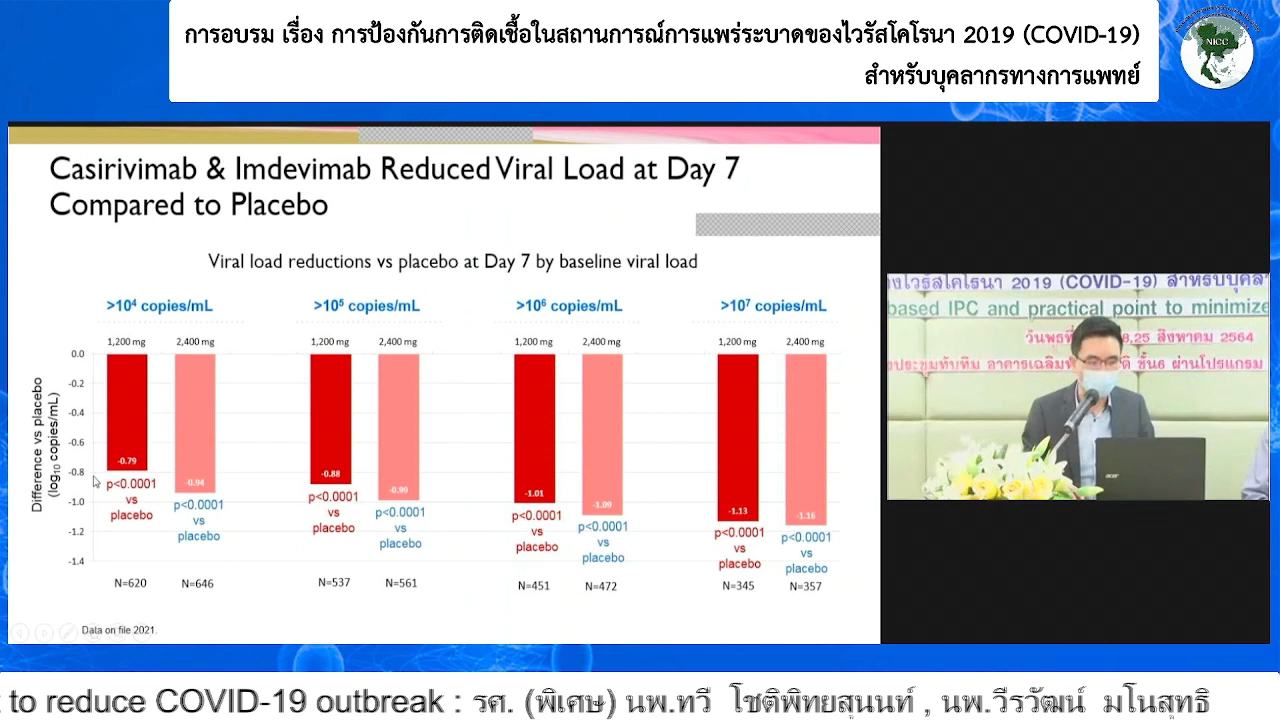 การอบรม เรื่อง การป้องกันการติดเชื้อในสถานการณ์การแพร่ระบาดของไวรัสโคโรนา 2019 (COVID-19)
สำหรับบุคลากรทางการแพทย์
NICC
Casirivimab & Imdevimab Reduced Viral Load at Day 7
Compared to Placebo
Viral load reductions vs placebo at Day 7 by baseline viral load
>10⁴ copies/mL >10⁵ copies/mL >10⁶ copies/mL >10⁷ copies/mL
1,200 mg 2,400 mg 1,200 mg 2,400 mg 1,200 mg 2,400 mg 1,200 mg 2,400 mg
Difference vs placebo
(log₁₀ copies/mL)
0.0
-0.2
-0.4
-0.6
-0.8
-1.0
-1.2
-1.4
-0.79 -0.94 -0.88 -0.99 -1.01 -1.09 -1.13 -1.16
p<0.0001 p<0.0001 p<0.0001 p<0.0001 p<0.0001 p<0.0001 p<0.0001 p<0.0001
vs vs vs vs vs vs vs vs
placebo placebo placebo placebo placebo placebo placebo placebo
N=620 N=646 N=537 N=561 N=451 N=472 N=345 N=357
Data on file 2021.
งไวรัสโคโรนา 2019 (COVID-19) สำหรับบุคล
based IPC and practical point to minimize
วันพุธที่ 8,25 สิงหาคม 2564
งประชุมทับทิม อาคารเฉลิมพ ติ ชั้น6 ผ่านโปรแกรม
acer
t to reduce COVID-19 outbreak : รศ. (พิเศษ) นพ.ทวี โชติพิทยสุนนท์ , นพ.วีรวัฒน์ มโนสุทธิ